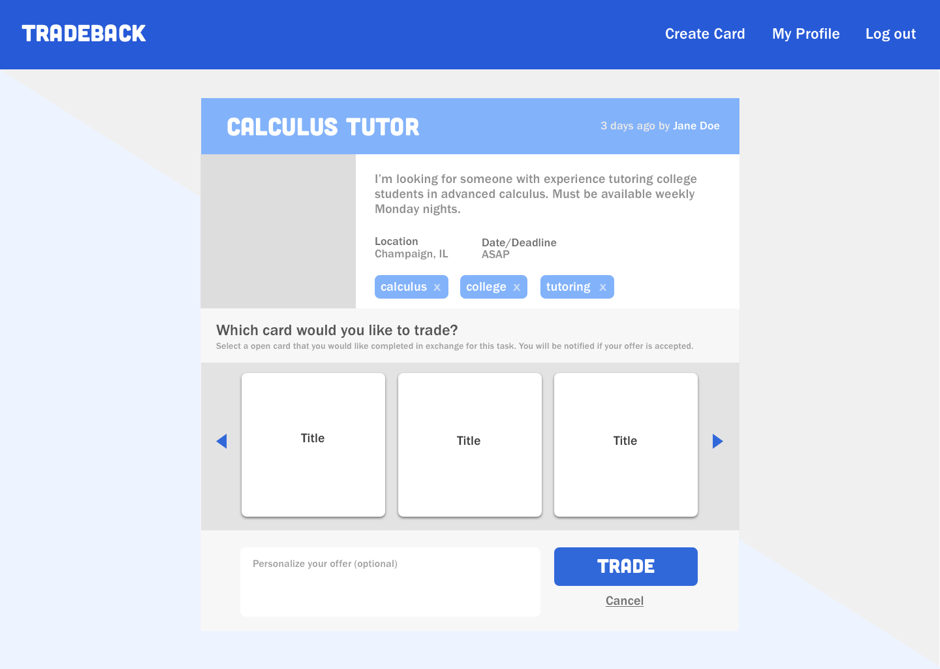 TRADEBACK
Create Card My Profile Log out
CALCULUS TUTOR
3 days ago by Jane Doe
I'm looking for someone with experience tutoring college
students in advanced calculus. Must be available weekly
Monday nights.
Location Date/Deadline
Champaign, IL ASAP
calculus x college x tutoring x
Which card would you like to trade?
Select a open card that you would like completed in exchange for this task. You will be notified if your offer is accepted.
Title Title Title
Personalize your offer (optional)
TRADE
Cancel